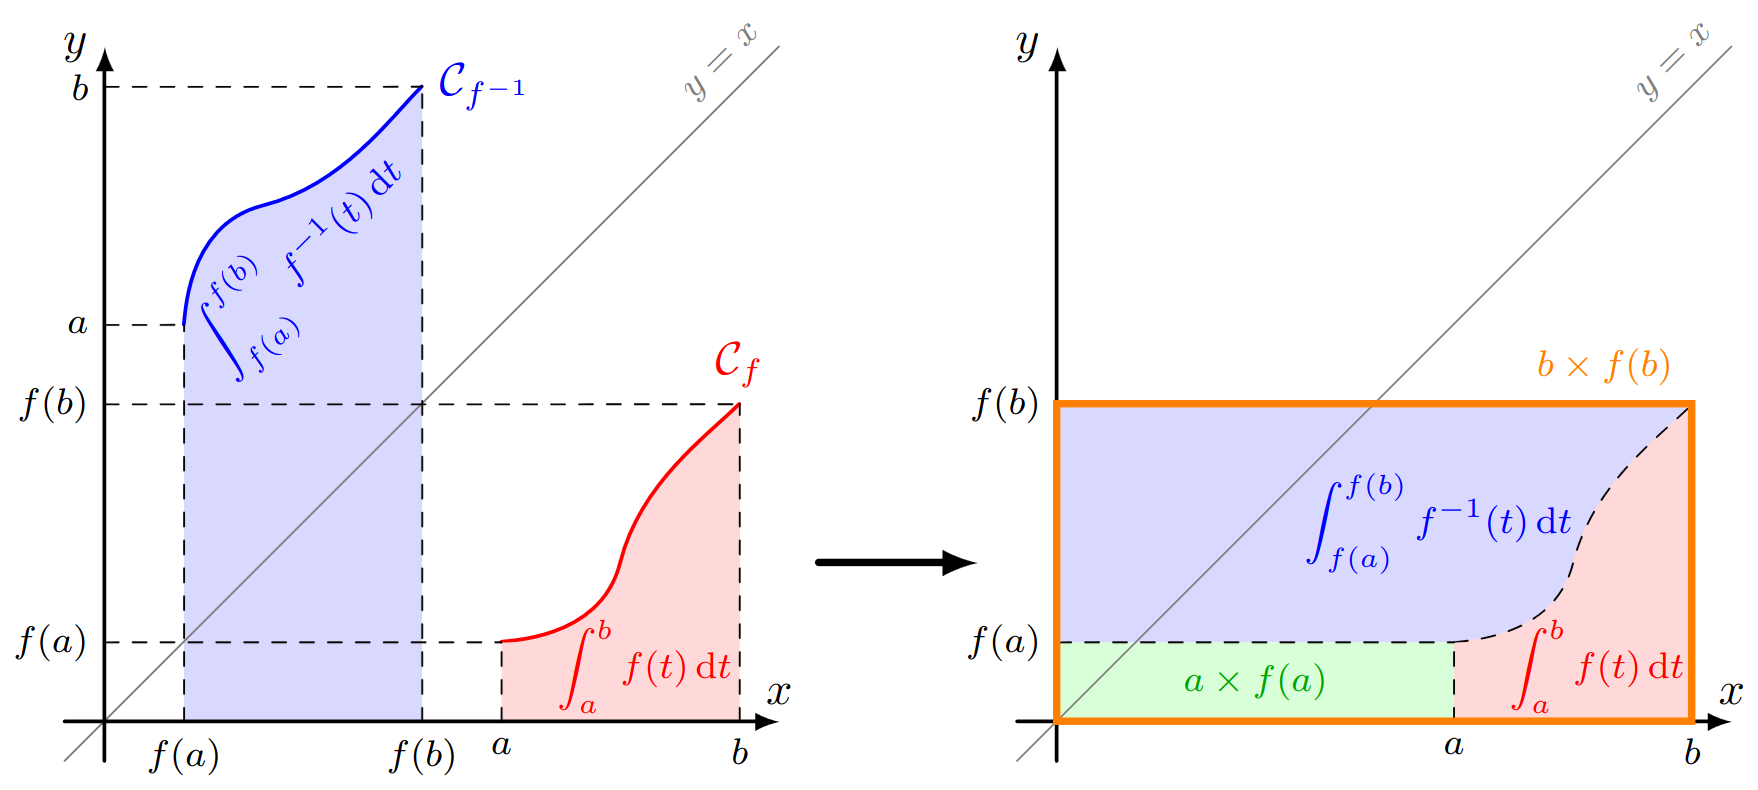 y
b
𝒞_{f^{-1}}
y = x
∫_{f(a)}^{f(b)} f^{-1}(t) dt
a
𝒞_f
f(b)
f(a)
∫_a^b f(t) dt
x
f(a) f(b) a b
y
y = x
b × f(b)
f(b)
∫_{f(a)}^{f(b)} f^{-1}(t) dt
f(a)
a × f(a)
∫_a^b f(t) dt
x
a b